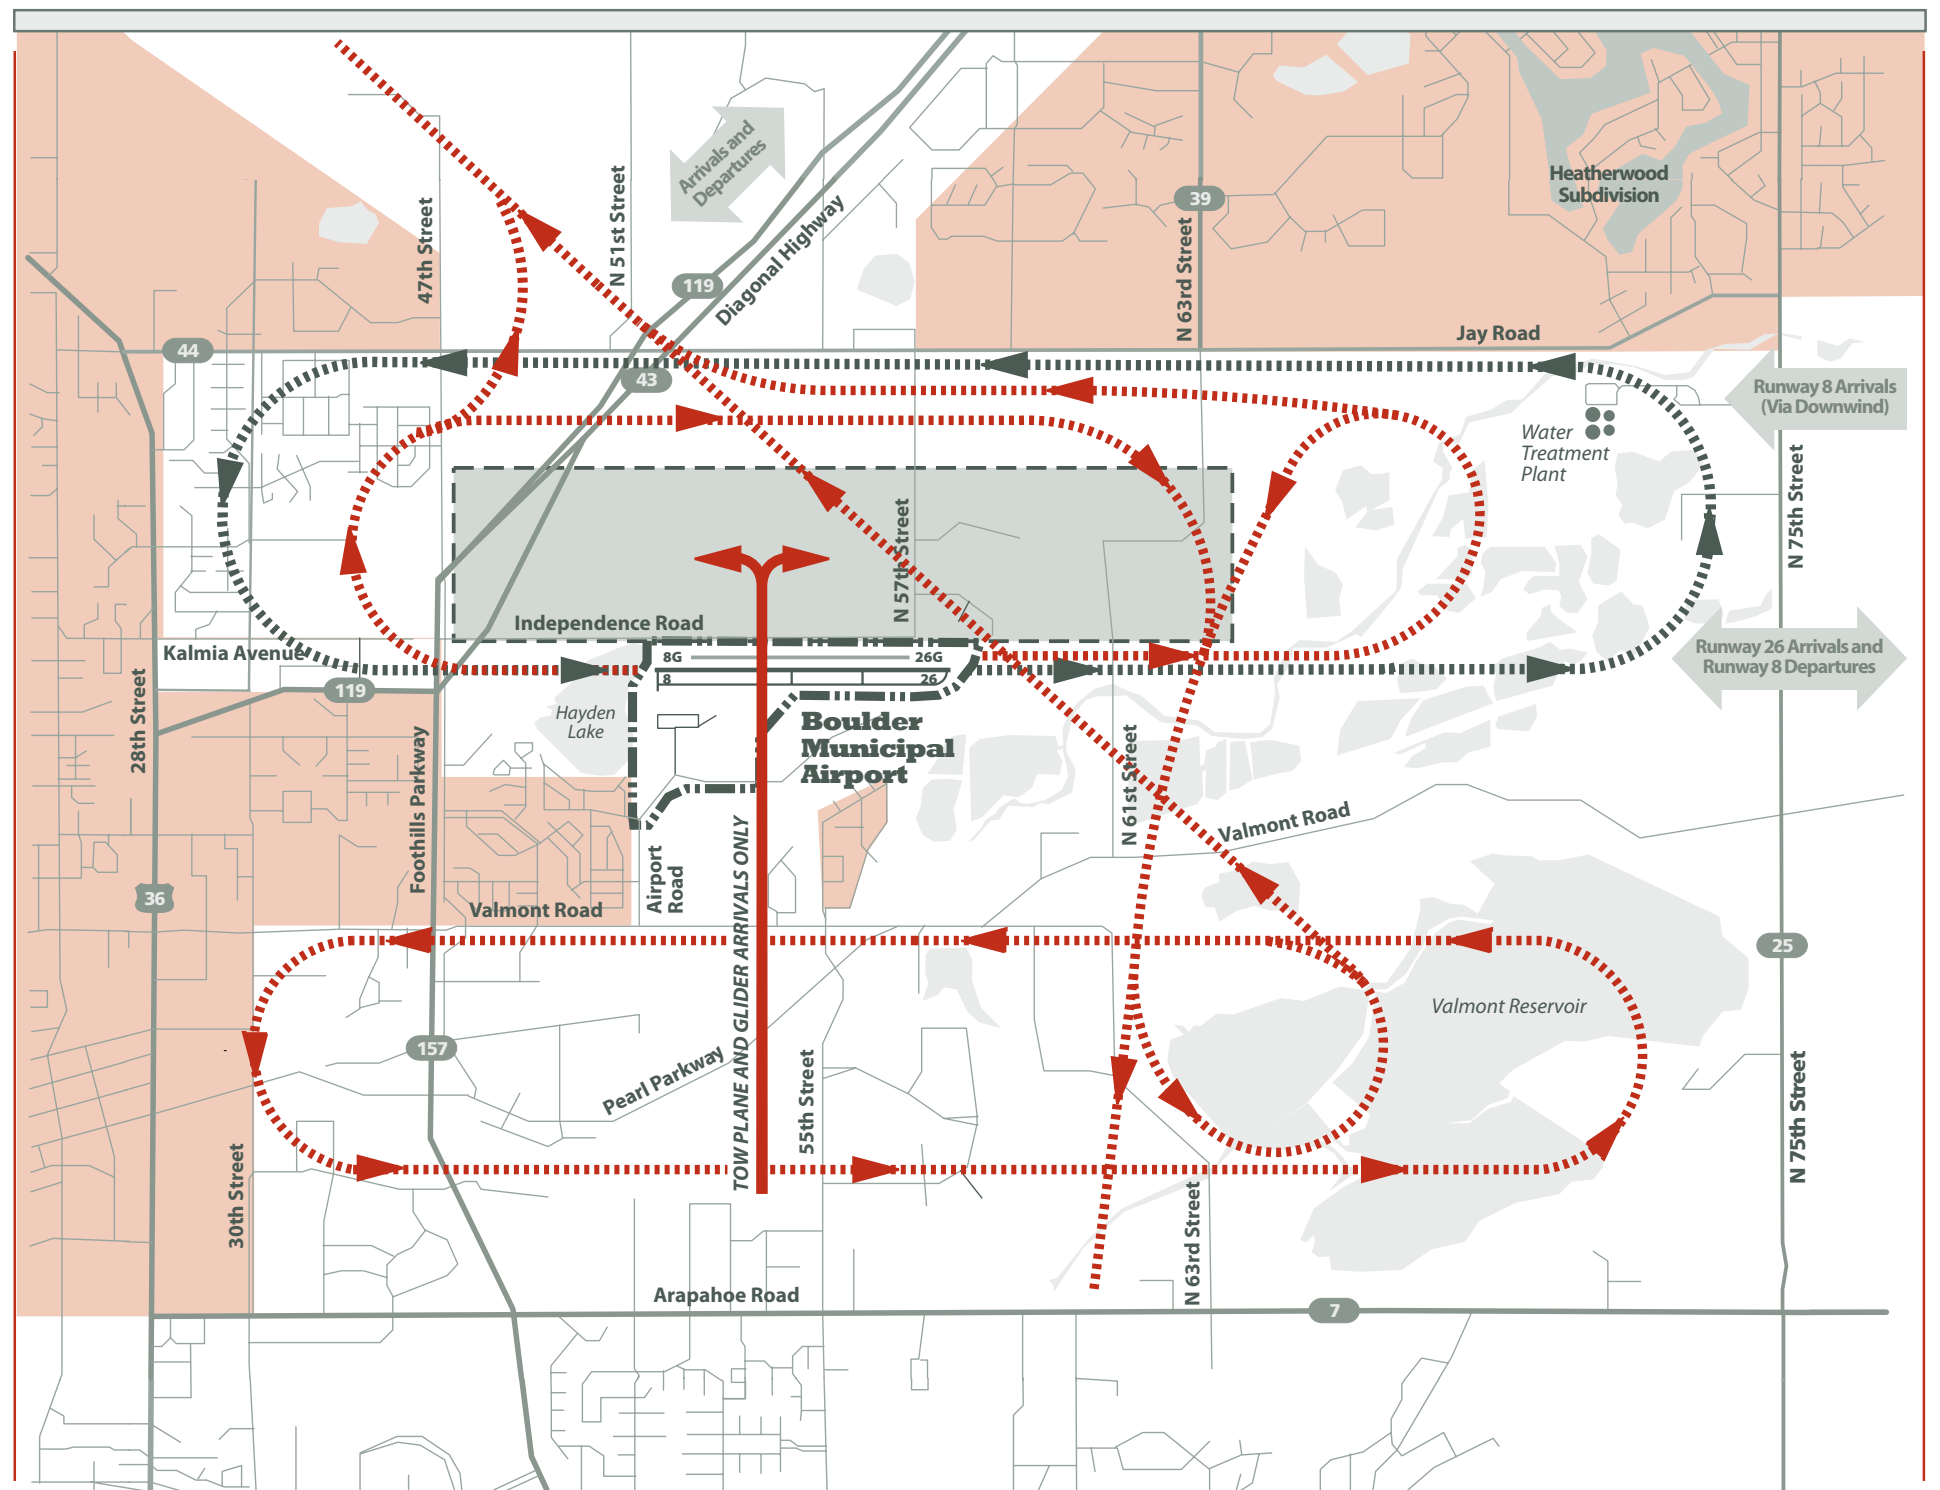 Arrivals and
Departures
Heatherwood
Subdivision
39
47th Street
N 51st Street
119
Diagonal Highway
N 63rd Street
Jay Road
44
43
Runway 8 Arrivals
(Via Downwind)
Water
Treatment
Plant
N 75th Street
N 57th Street
Independence Road
Kalmia Avenue
8G
26G
8
26
Runway 26 Arrivals and
Runway 8 Departures
119
28th Street
Hayden
Lake
Boulder
Municipal
Airport
Foothills Parkway
N 61st Street
Valmont Road
TOW PLANE AND GLIDER ARRIVALS ONLY
Airport
Road
36
Valmont Road
25
Valmont Reservoir
157
Pearl Parkway
55th Street
N 75th Street
30th Street
N 63rd Street
Arapahoe Road
7